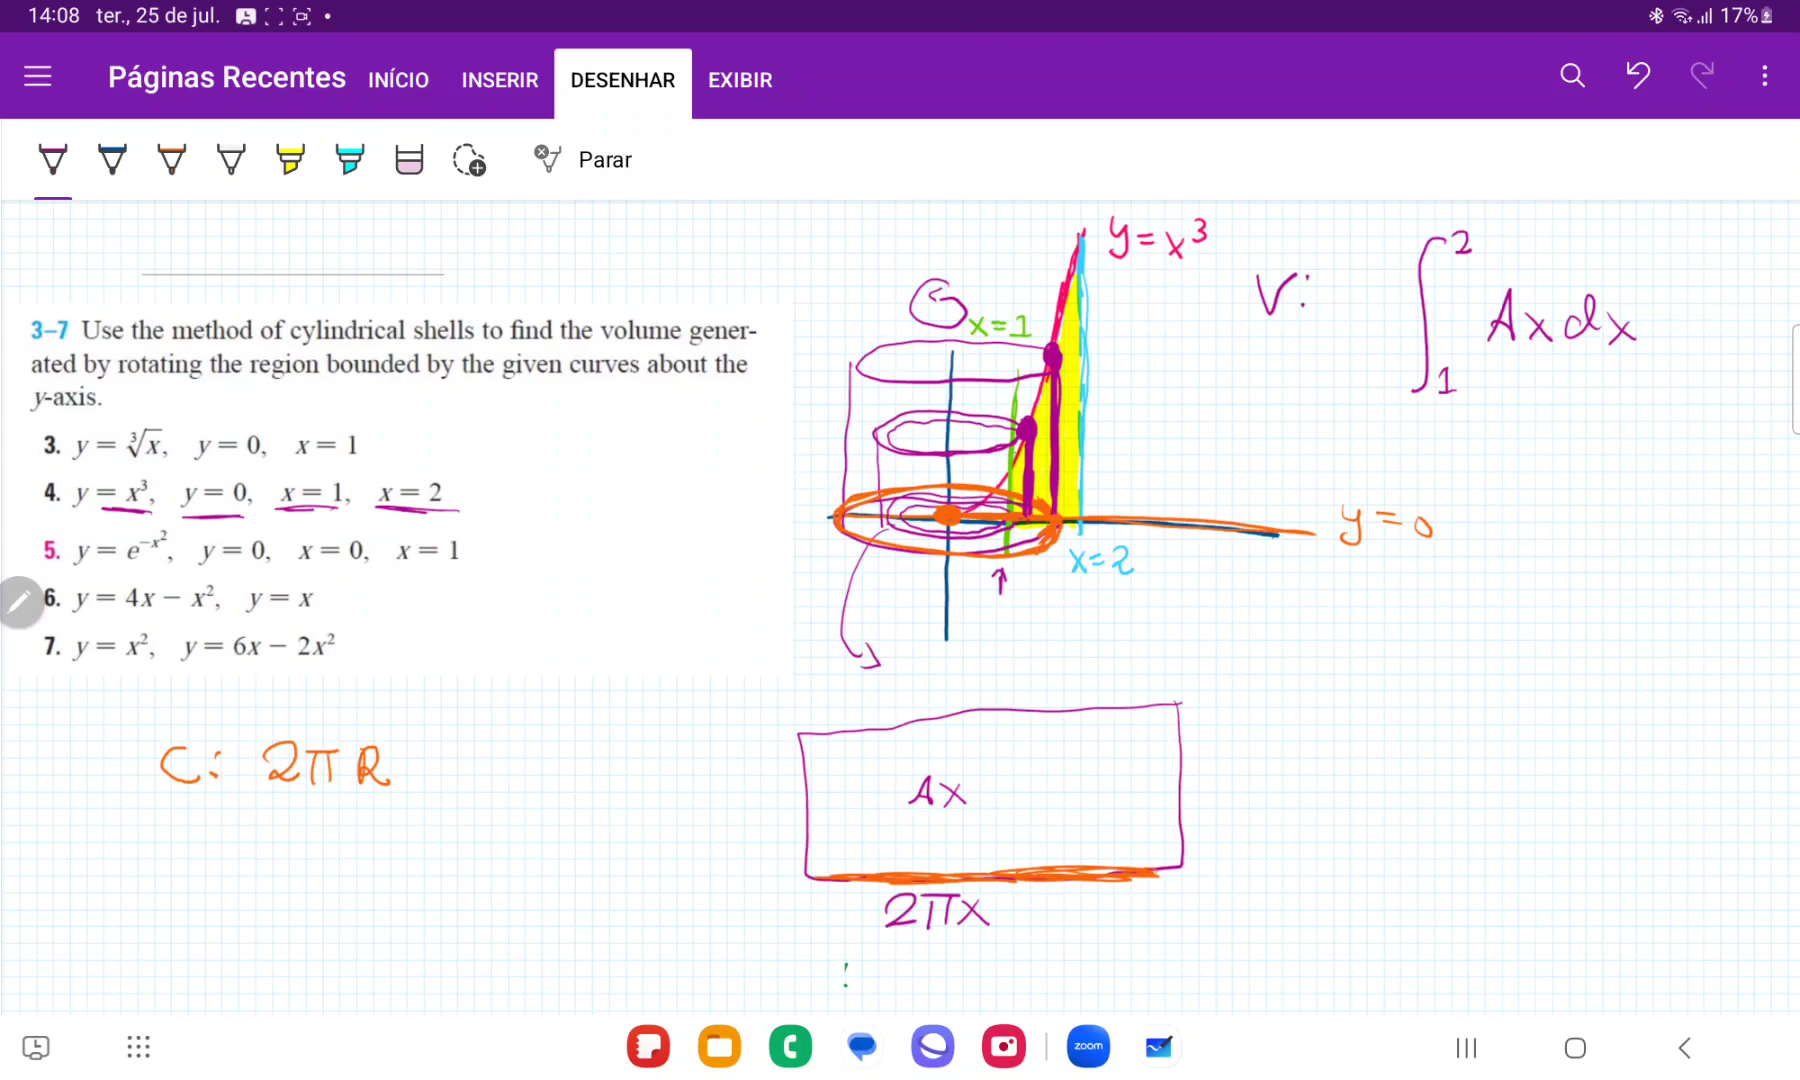 14:08 ter., 25 de jul.
17%
Páginas Recentes INÍCIO INSERIR DESENHAR EXIBIR
Parar
3–7 Use the method of cylindrical shells to find the volume gener-
ated by rotating the region bounded by the given curves about the
y-axis.
3. y = ∛x, y = 0, x = 1
4. y = x³, y = 0, x = 1, x = 2
5. y = e^{-x²}, y = 0, x = 0, x = 1
6. y = 4x − x², y = x
7. y = x², y = 6x − 2x²
y = x³
x=1
y = 0
x=2
V: ∫₁² Ax dx
C: 2πR
Ax
2πx
zoom